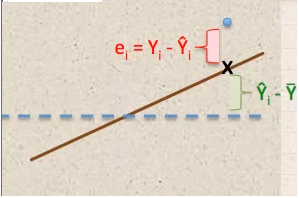 eᵢ = Yᵢ - Ŷᵢ
X
Ŷᵢ - Ȳ